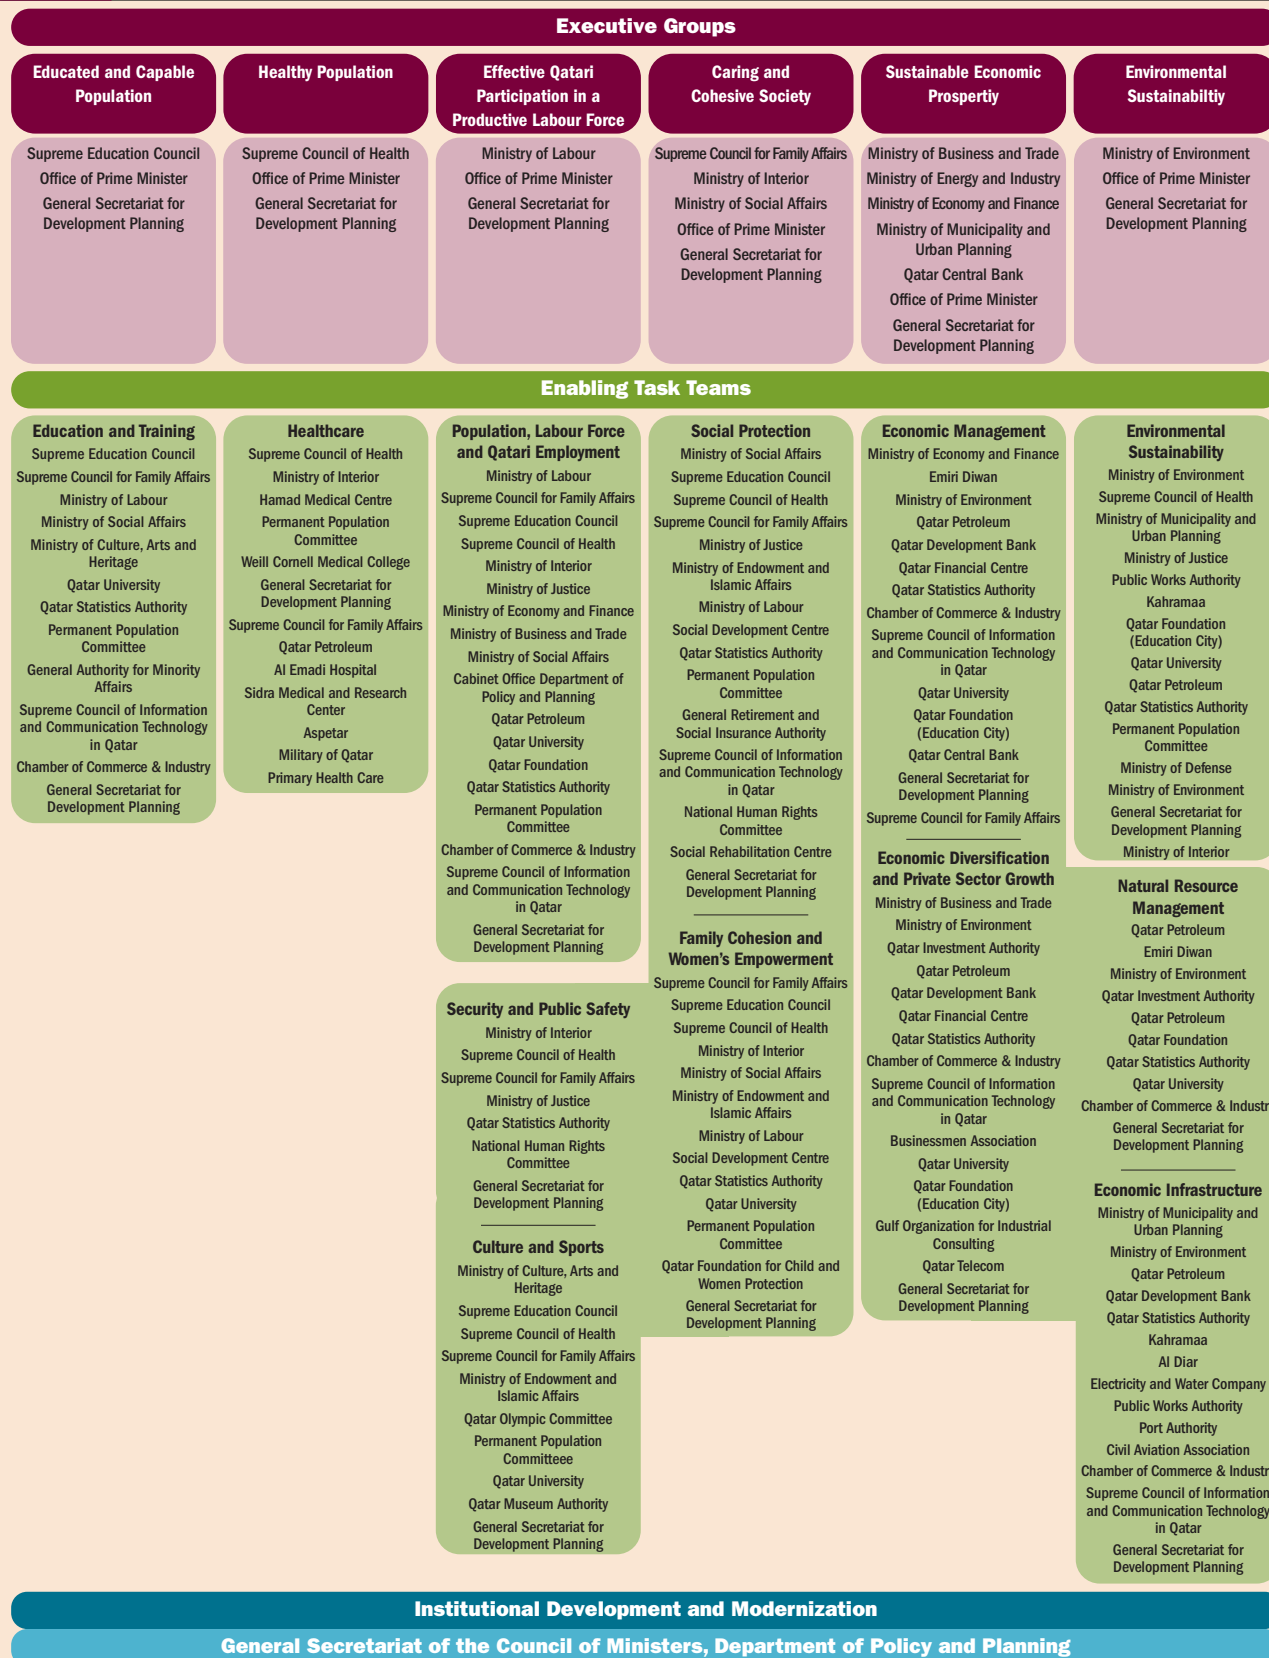 Executive Groups
Educated and Capable
Population
Supreme Education Council
Office of Prime Minister
General Secretariat for
Development Planning
Healthy Population
Supreme Council of Health
Office of Prime Minister
General Secretariat for
Development Planning
Effective Qatari
Participation in a
Productive Labour Force
Ministry of Labour
Office of Prime Minister
General Secretariat for
Development Planning
Caring and
Cohesive Society
Supreme Council for Family Affairs
Ministry of Interior
Ministry of Social Affairs
Office of Prime Minister
General Secretariat for
Development Planning
Sustainable Economic
Prospertiy
Ministry of Business and Trade
Ministry of Energy and Industry
Ministry of Economy and Finance
Ministry of Municipality and
Urban Planning
Qatar Central Bank
Office of Prime Minister
General Secretariat for
Development Planning
Environmental
Sustainabiltiy
Ministry of Environment
Office of Prime Minister
General Secretariat for
Development Planning
Enabling Task Teams
Education and Training
Supreme Education Council
Supreme Council for Family Affairs
Ministry of Labour
Ministry of Social Affairs
Ministry of Culture, Arts and
Heritage
Qatar University
Qatar Statistics Authority
Permanent Population
Committee
General Authority for Minority
Affairs
Supreme Council of Information
and Communication Technology
in Qatar
Chamber of Commerce & Industry
General Secretariat for
Development Planning
Healthcare
Supreme Council of Health
Ministry of Interior
Hamad Medical Centre
Permanent Population
Committee
Weill Cornell Medical College
General Secretariat for
Development Planning
Supreme Council for Family Affairs
Qatar Petroleum
Al Emadi Hospital
Sidra Medical and Research
Center
Aspetar
Military of Qatar
Primary Health Care
Population, Labour Force
and Qatari Employment
Ministry of Labour
Supreme Council for Family Affairs
Supreme Education Council
Supreme Council of Health
Ministry of Interior
Ministry of Justice
Ministry of Economy and Finance
Ministry of Business and Trade
Ministry of Social Affairs
Cabinet Office Department of
Policy and Planning
Qatar Petroleum
Qatar University
Qatar Foundation
Qatar Statistics Authority
Permanent Population
Committee
Chamber of Commerce & Industry
Supreme Council of Information
and Communication Technology
in Qatar
General Secretariat for
Development Planning
Security and Public Safety
Ministry of Interior
Supreme Council of Health
Supreme Council for Family Affairs
Ministry of Justice
Qatar Statistics Authority
National Human Rights
Committee
General Secretariat for
Development Planning
Culture and Sports
Ministry of Culture, Arts and
Heritage
Supreme Education Council
Supreme Council of Health
Supreme Council for Family Affairs
Ministry of Endowment and
Islamic Affairs
Qatar Olympic Committee
Permanent Population
Committeee
Qatar University
Qatar Museum Authority
General Secretariat for
Development Planning
Social Protection
Ministry of Social Affairs
Supreme Education Council
Supreme Council of Health
Supreme Council for Family Affairs
Ministry of Justice
Ministry of Endowment and
Islamic Affairs
Ministry of Labour
Social Development Centre
Qatar Statistics Authority
Permanent Population
Committee
General Retirement and
Social Insurance Authority
Supreme Council of Information
and Communication Technology
in Qatar
National Human Rights
Committee
Social Rehabilitation Centre
General Secretariat for
Development Planning
Family Cohesion and
Women's Empowerment
Supreme Council for Family Affairs
Supreme Education Council
Supreme Council of Health
Ministry of Interior
Ministry of Social Affairs
Ministry of Endowment and
Islamic Affairs
Ministry of Labour
Social Development Centre
Qatar Statistics Authority
Qatar University
Permanent Population
Committee
Qatar Foundation for Child and
Women Protection
General Secretariat for
Development Planning
Economic Management
Ministry of Economy and Finance
Emiri Diwan
Ministry of Environment
Qatar Petroleum
Qatar Development Bank
Qatar Financial Centre
Qatar Statistics Authority
Chamber of Commerce & Industry
Supreme Council of Information
and Communication Technology
in Qatar
Qatar University
Qatar Foundation
(Education City)
Qatar Central Bank
General Secretariat for
Development Planning
Supreme Council for Family Affairs
Economic Diversification
and Private Sector Growth
Ministry of Business and Trade
Ministry of Environment
Qatar Investment Authority
Qatar Petroleum
Qatar Development Bank
Qatar Financial Centre
Qatar Statistics Authority
Chamber of Commerce & Industry
Supreme Council of Information
and Communication Technology
in Qatar
Businessmen Association
Qatar University
Qatar Foundation
(Education City)
Gulf Organization for Industrial
Consulting
Qatar Telecom
General Secretariat for
Development Planning
Environmental
Sustainability
Ministry of Environment
Supreme Council of Health
Ministry of Municipality and
Urban Planning
Ministry of Justice
Public Works Authority
Kahramaa
Qatar Foundation
(Education City)
Qatar University
Qatar Petroleum
Qatar Statistics Authority
Permanent Population
Committee
Ministry of Defense
Ministry of Environment
General Secretariat for
Development Planning
Ministry of Interior
Natural Resource
Management
Qatar Petroleum
Emiri Diwan
Ministry of Environment
Qatar Investment Authority
Qatar Petroleum
Qatar Foundation
Qatar Statistics Authority
Qatar University
Chamber of Commerce & Industr
General Secretariat for
Development Planning
Economic Infrastructure
Ministry of Municipality and
Urban Planning
Ministry of Environment
Qatar Petroleum
Qatar Development Bank
Qatar Statistics Authority
Kahramaa
Al Diar
Electricity and Water Company
Public Works Authority
Port Authority
Civil Aviation Association
Chamber of Commerce & Industr
Supreme Council of Information
and Communication Technology
in Qatar
General Secretariat for
Development Planning
Institutional Development and Modernization
General Secretariat of the Council of Ministers, Department of Policy and Planning